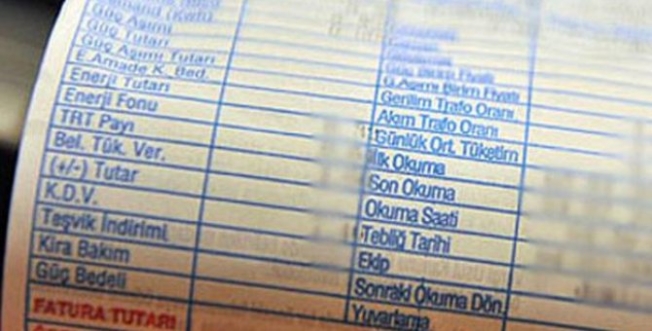 Güç Aşımı
Güç Tutarı
Güç Aşımı Tutarı
E.Amade K. Bed.
Enerji Tutarı
Enerji Fonu
TRT Payı
Bel. Tük. Ver.
(+/-) Tutar
K.D.V.
Teşvik İndirimi
Kira Bakım
Güç Bedeli
FATURA TUTARI
Güç Birim Fiyatı
G.Aşımı Birim Fiyatı
Gerilim Trafo Oranı
Akım Trafo Oranı
Günlük Ort. Tüketim
İlk Okuma
Son Okuma
Okuma Saati
Tebliğ Tarihi
Ekip
Sonraki Okuma Dön.
Yuvarlama